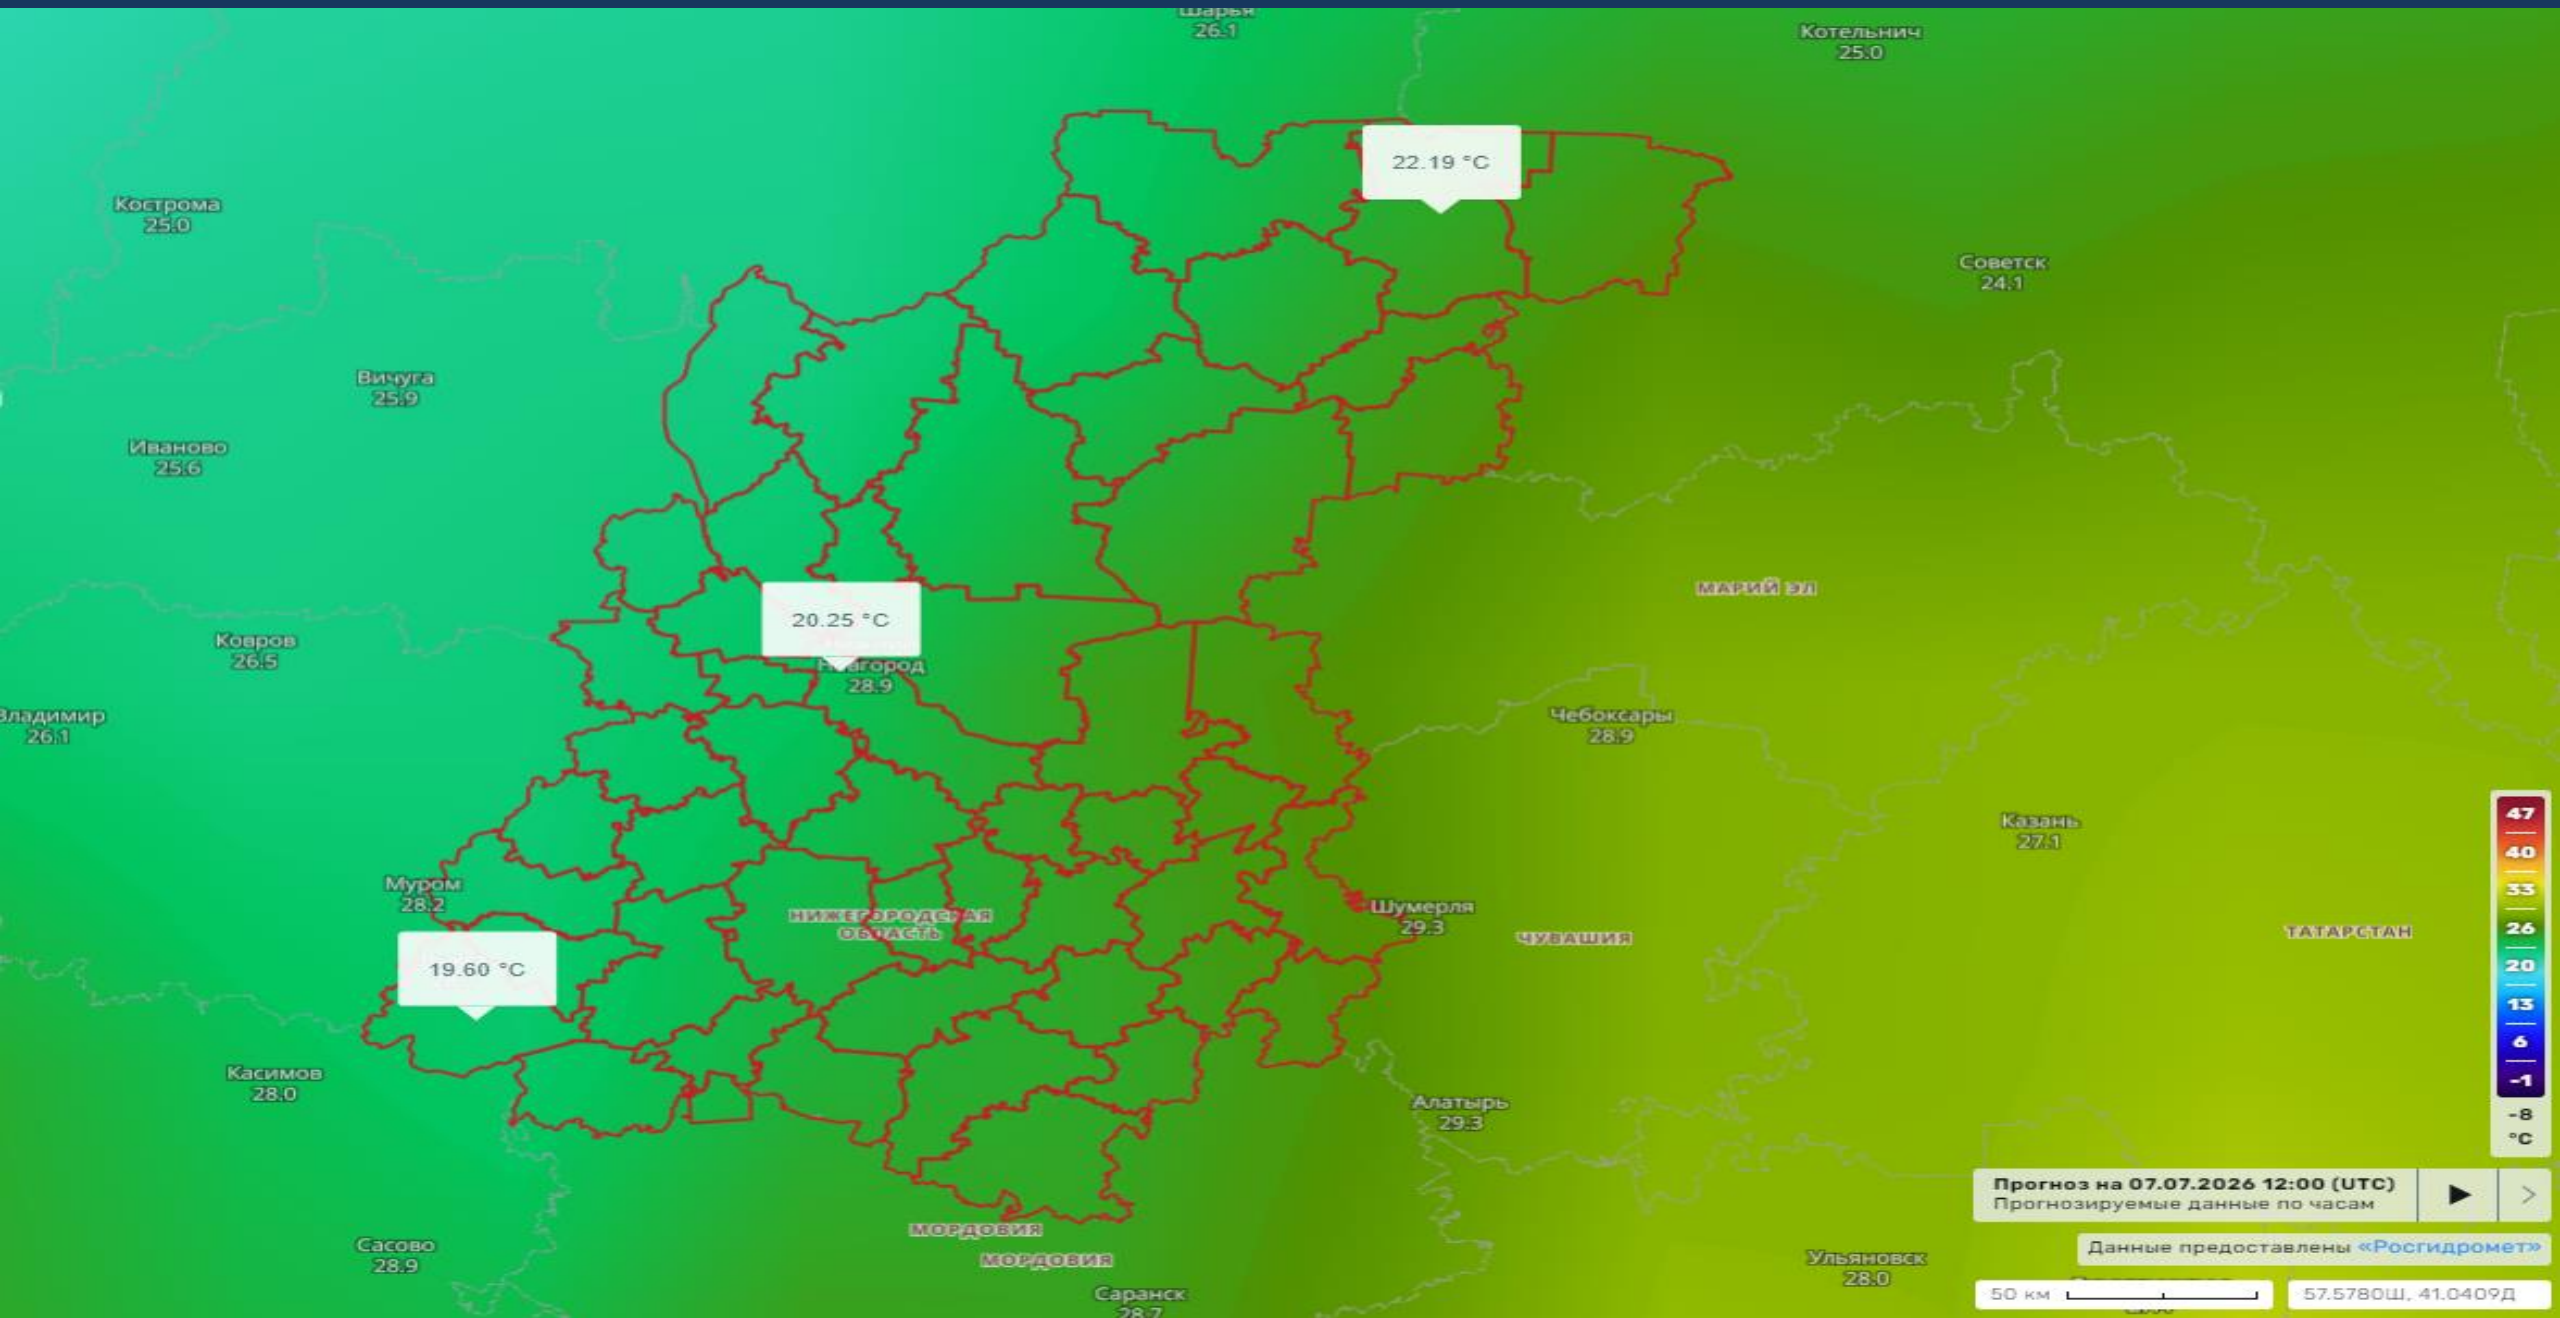 Шарья
26.1
Котельнич
25.0
22.19 °C
Кострома
25.0
Советск
24.1
Вичуга
25.9
Иваново
25.6
МАРИЙ ЭЛ
20.25 °C
Ковров
26.5
Новгород
28.9
Владимир
26.1
Чебоксары
28.9
47
40
33
26
20
13
6
-1
-8
°C
Казань
27.1
Муром
28.2
НИЖЕГОРОДСКАЯ
ОБЛАСТЬ
Шумерля
29.3
ЧУВАШИЯ
ТАТАРСТАН
19.60 °C
Касимов
28.0
Алатырь
29.3
Прогноз на 07.07.2026 12:00 (UTC)
Прогнозируемые данные по часам
МОРДОВИЯ
МОРДОВИЯ
Сасово
28.9
Данные предоставлены «Росгидромет»
Ульяновск
28.0
Саранск
28.7
50 км
57.5780Ш, 41.0409Д